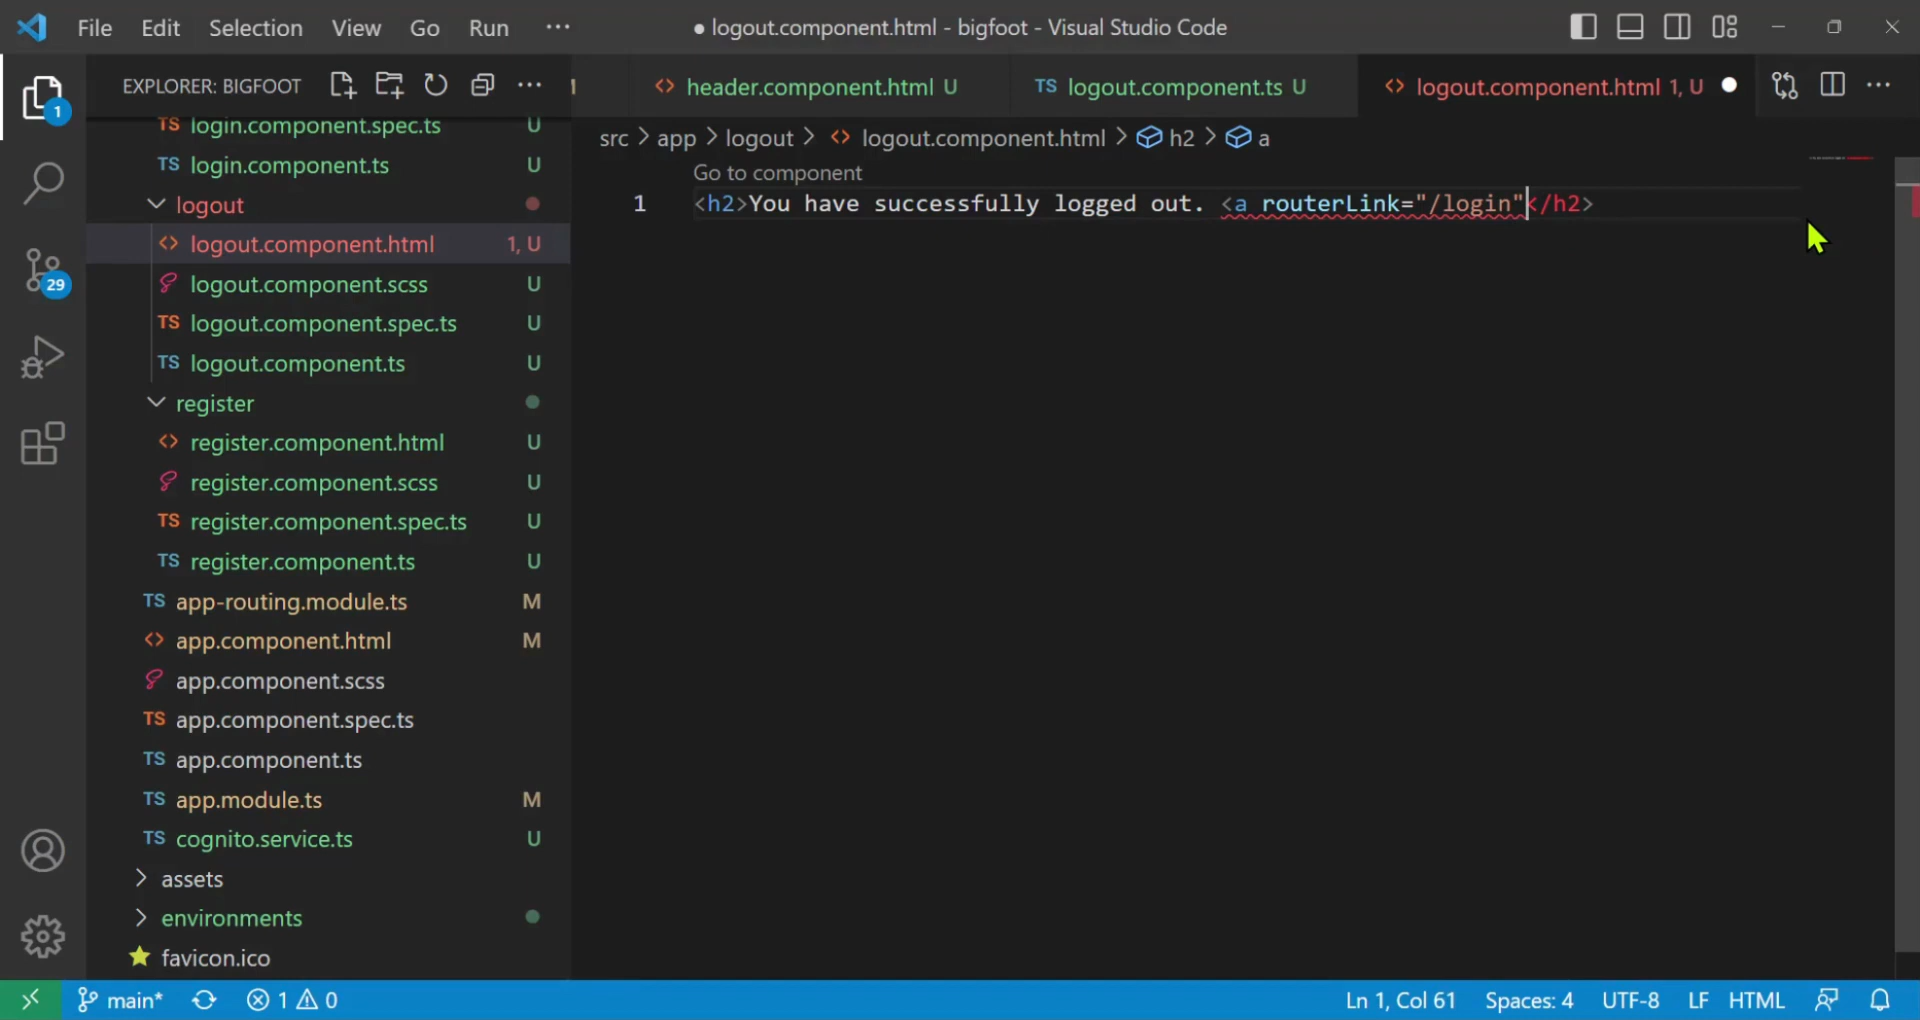 File Edit Selection View Go Run ··· ● logout.component.html - bigfoot - Visual Studio Code
EXPLORER: BIGFOOT
header.component.html U
TS logout.component.ts U
logout.component.html 1, U
src > app > logout > logout.component.html > h2 > a
Go to component
1 <h2>You have successfully logged out. <a routerLink="/login"</h2>
1
29
TS login.component.spec.ts U
TS login.component.ts U
logout
logout.component.html 1, U
logout.component.scss U
TS logout.component.spec.ts U
TS logout.component.ts U
register
register.component.html U
register.component.scss U
TS register.component.spec.ts U
TS register.component.ts U
TS app-routing.module.ts M
app.component.html M
app.component.scss
TS app.component.spec.ts
TS app.component.ts
TS app.module.ts M
TS cognito.service.ts U
> assets
> environments
favicon.ico
main* 1 0 Ln 1, Col 61 Spaces: 4 UTF-8 LF HTML